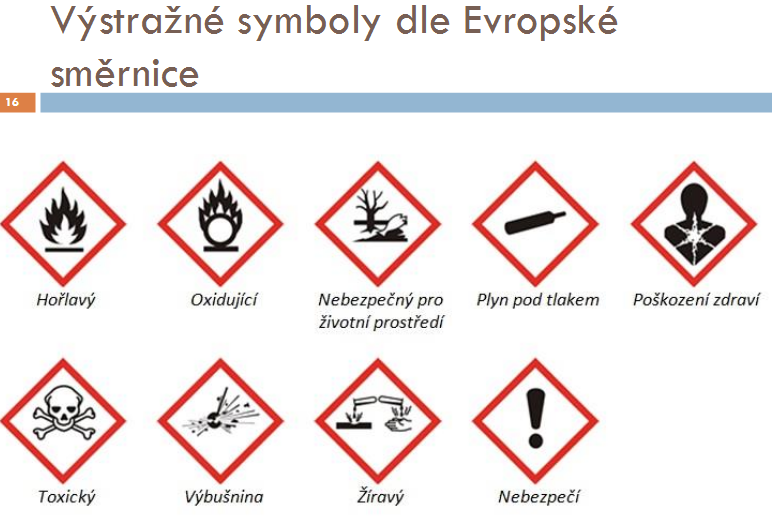 Výstražné symboly dle Evropské
směrnice
16
Hořlavý
Oxidující
Nebezpečný pro
životní prostředí
Plyn pod tlakem
Poškození zdraví
Toxický
Výbušnina
Žíravý
Nebezpečí